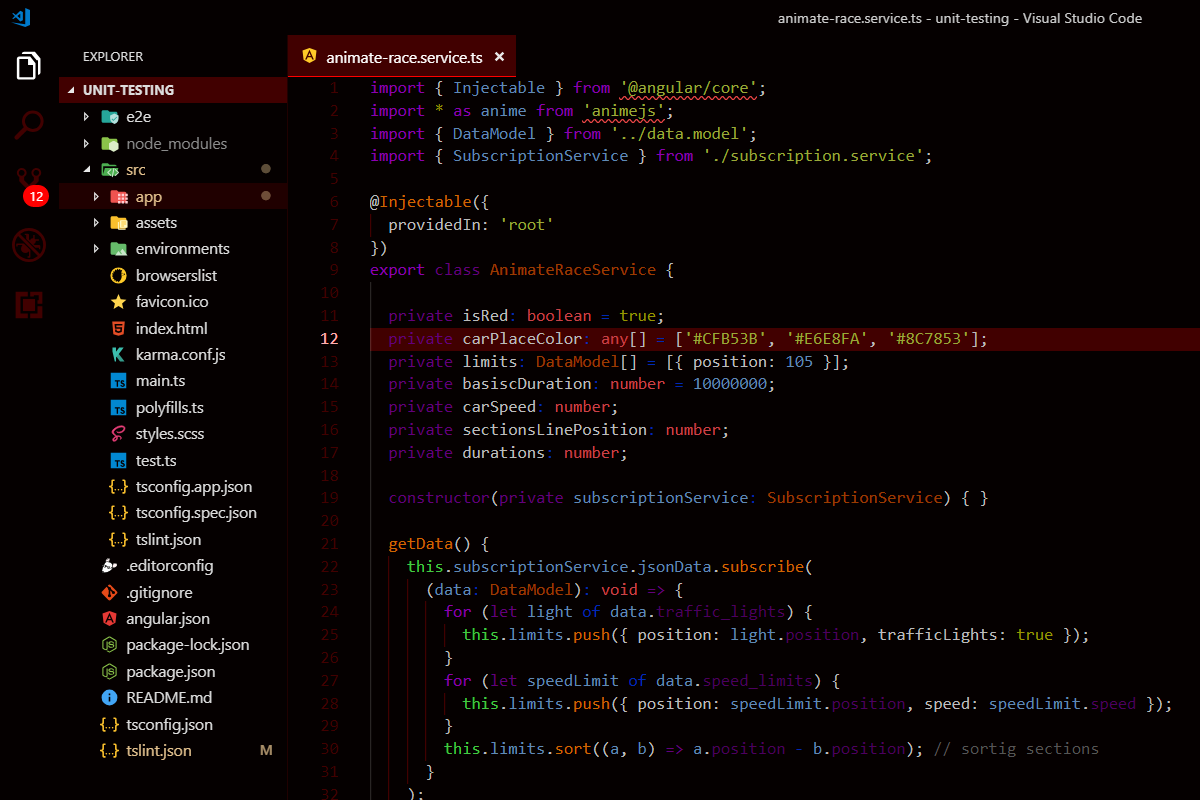 animate-race.service.ts - unit-testing - Visual Studio Code
EXPLORER
UNIT-TESTING
e2e
node_modules
src
app
assets
environments
browserslist
favicon.ico
index.html
karma.conf.js
main.ts
polyfills.ts
styles.scss
test.ts
tsconfig.app.json
tsconfig.spec.json
tslint.json
.editorconfig
.gitignore
angular.json
package-lock.json
package.json
README.md
tsconfig.json
tslint.json M
12
animate-race.service.ts ×
1 import { Injectable } from '@angular/core';
2 import * as anime from 'animejs';
3 import { DataModel } from '../data.model';
4 import { SubscriptionService } from './subscription.service';
5
6 @Injectable({
7 providedIn: 'root'
8 })
9 export class AnimateRaceService {
10
11 private isRed: boolean = true;
12 private carPlaceColor: any[] = ['#CFB53B', '#E6E8FA', '#8C7853'];
13 private limits: DataModel[] = [{ position: 105 }];
14 private basiscDuration: number = 10000000;
15 private carSpeed: number;
16 private sectionsLinePosition: number;
17 private durations: number;
18
19 constructor(private subscriptionService: SubscriptionService) { }
20
21 getData() {
22 this.subscriptionService.jsonData.subscribe(
23 (data: DataModel): void => {
24 for (let light of data.traffic_lights) {
25 this.limits.push({ position: light.position, trafficLights: true });
26 }
27 for (let speedLimit of data.speed_limits) {
28 this.limits.push({ position: speedLimit.position, speed: speedLimit.speed });
29 }
30 this.limits.sort((a, b) => a.position - b.position); // sortig sections
31 }
32 );